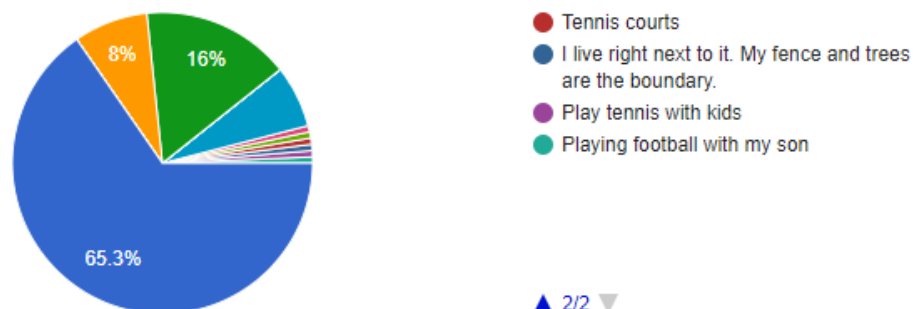 8%
16%
65.3%
Tennis courts
I live right next to it. My fence and trees
are the boundary.
Play tennis with kids
Playing football with my son
2/2